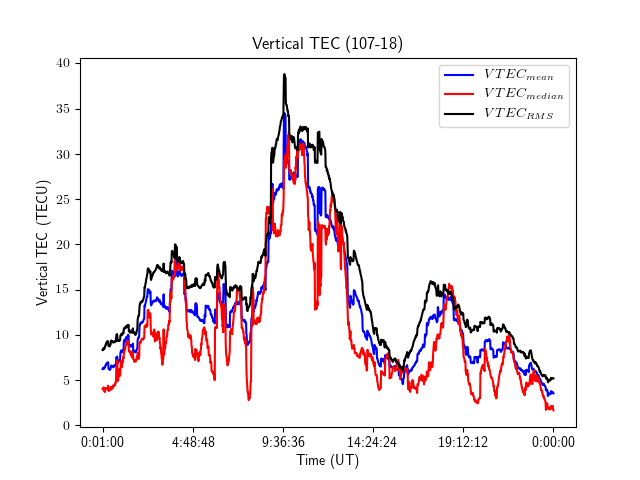 Vertical TEC (107-18)
VTEC_mean
VTEC_median
VTEC_RMS
Vertical TEC (TECU)
40
35
30
25
20
15
10
5
0
0:01:00 4:48:48 9:36:36 14:24:24 19:12:12 0:00:00
Time (UT)